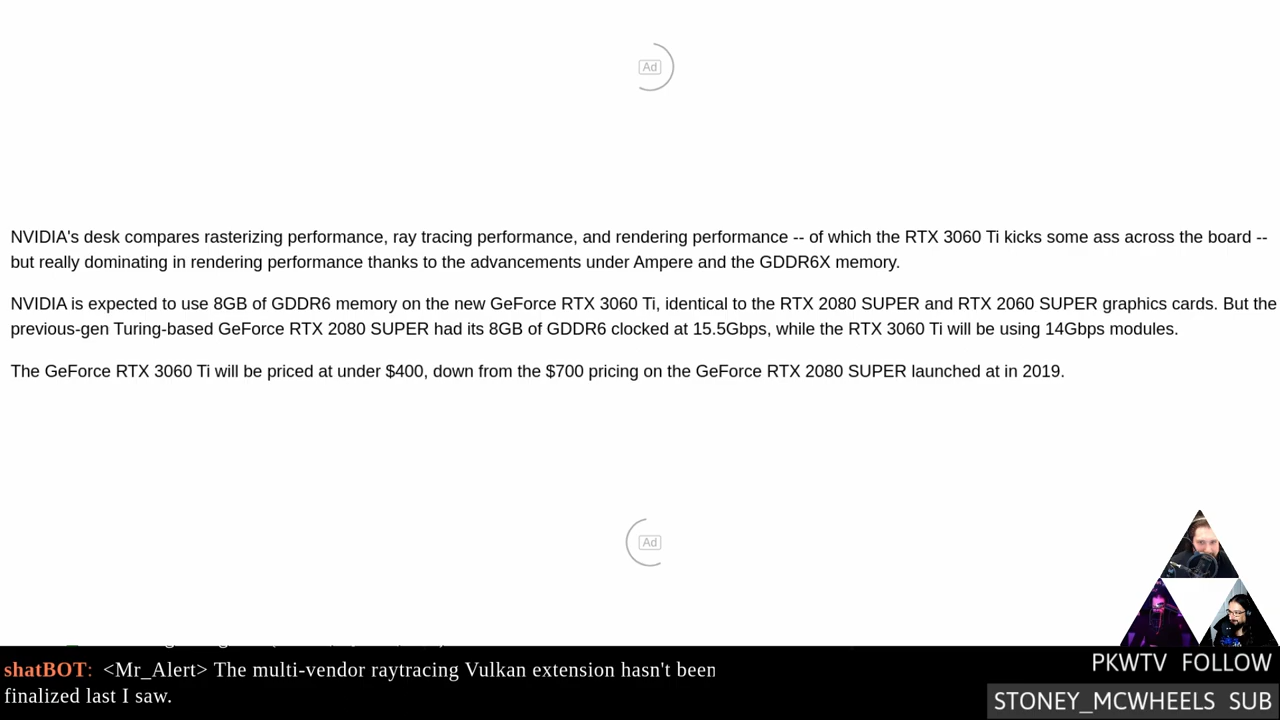 Ad
NVIDIA's desk compares rasterizing performance, ray tracing performance, and rendering performance -- of which the RTX 3060 Ti kicks some ass across the board --
but really dominating in rendering performance thanks to the advancements under Ampere and the GDDR6X memory.
NVIDIA is expected to use 8GB of GDDR6 memory on the new GeForce RTX 3060 Ti, identical to the RTX 2080 SUPER and RTX 2060 SUPER graphics cards. But the
previous-gen Turing-based GeForce RTX 2080 SUPER had its 8GB of GDDR6 clocked at 15.5Gbps, while the RTX 3060 Ti will be using 14Gbps modules.
The GeForce RTX 3060 Ti will be priced at under $400, down from the $700 pricing on the GeForce RTX 2080 SUPER launched at in 2019.
Ad
shatBOT: <Mr_Alert> The multi-vendor raytracing Vulkan extension hasn't been
finalized last I saw.
PKWTV FOLLOW
STONEY_MCWHEELS SUB